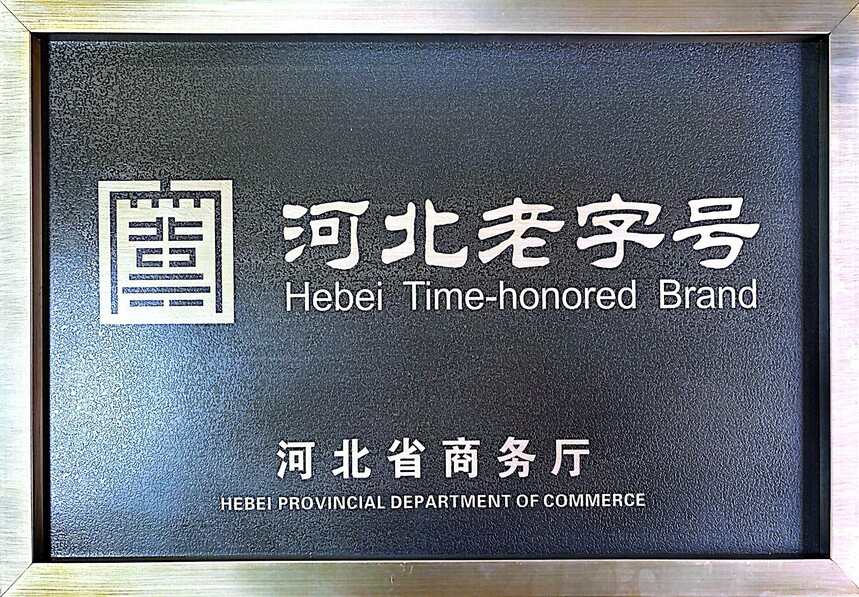 河北老字号
Hebei Time-honored Brand
河北省商务厅
HEBEI PROVINCIAL DEPARTMENT OF COMMERCE